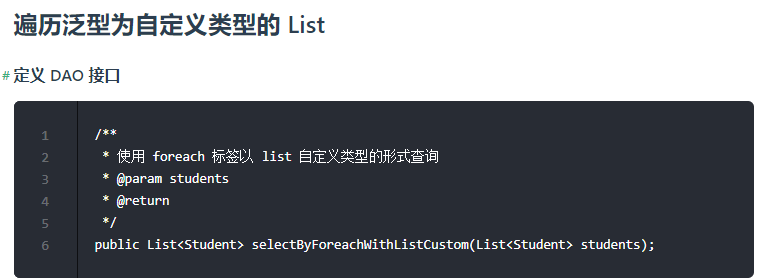 遍历泛型为自定义类型的 List
# 定义 DAO 接口
1 /**
2 * 使用 foreach 标签以 list 自定义类型的形式查询
3 * @param students
4 * @return
5 */
6 public List<Student> selectByForeachWithListCustom(List<Student> students);